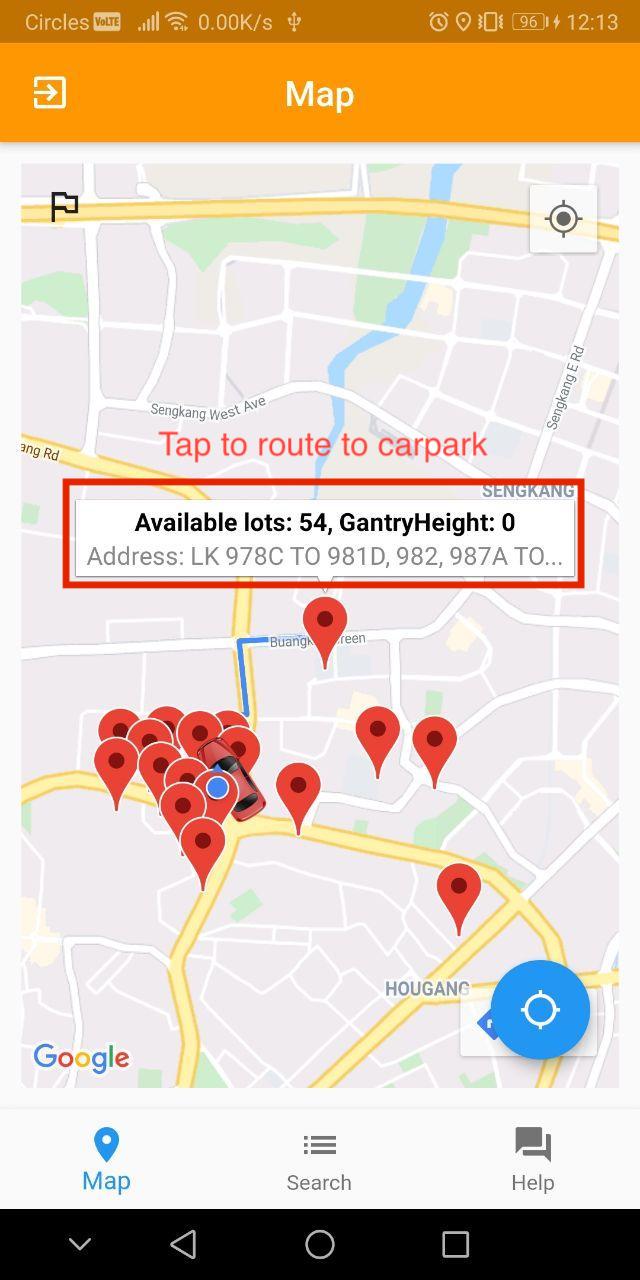 Circles VoLTE 0.00K/s 96 12:13
Map
Sengkang West Ave
Sengkang E Rd
ang Rd
Tap to route to carpark
SENGKANG
Available lots: 54, GantryHeight: 0
Address: LK 978C TO 981D, 982, 987A TO...
Buangk reen
HOUGANG
Google
Map Search Help